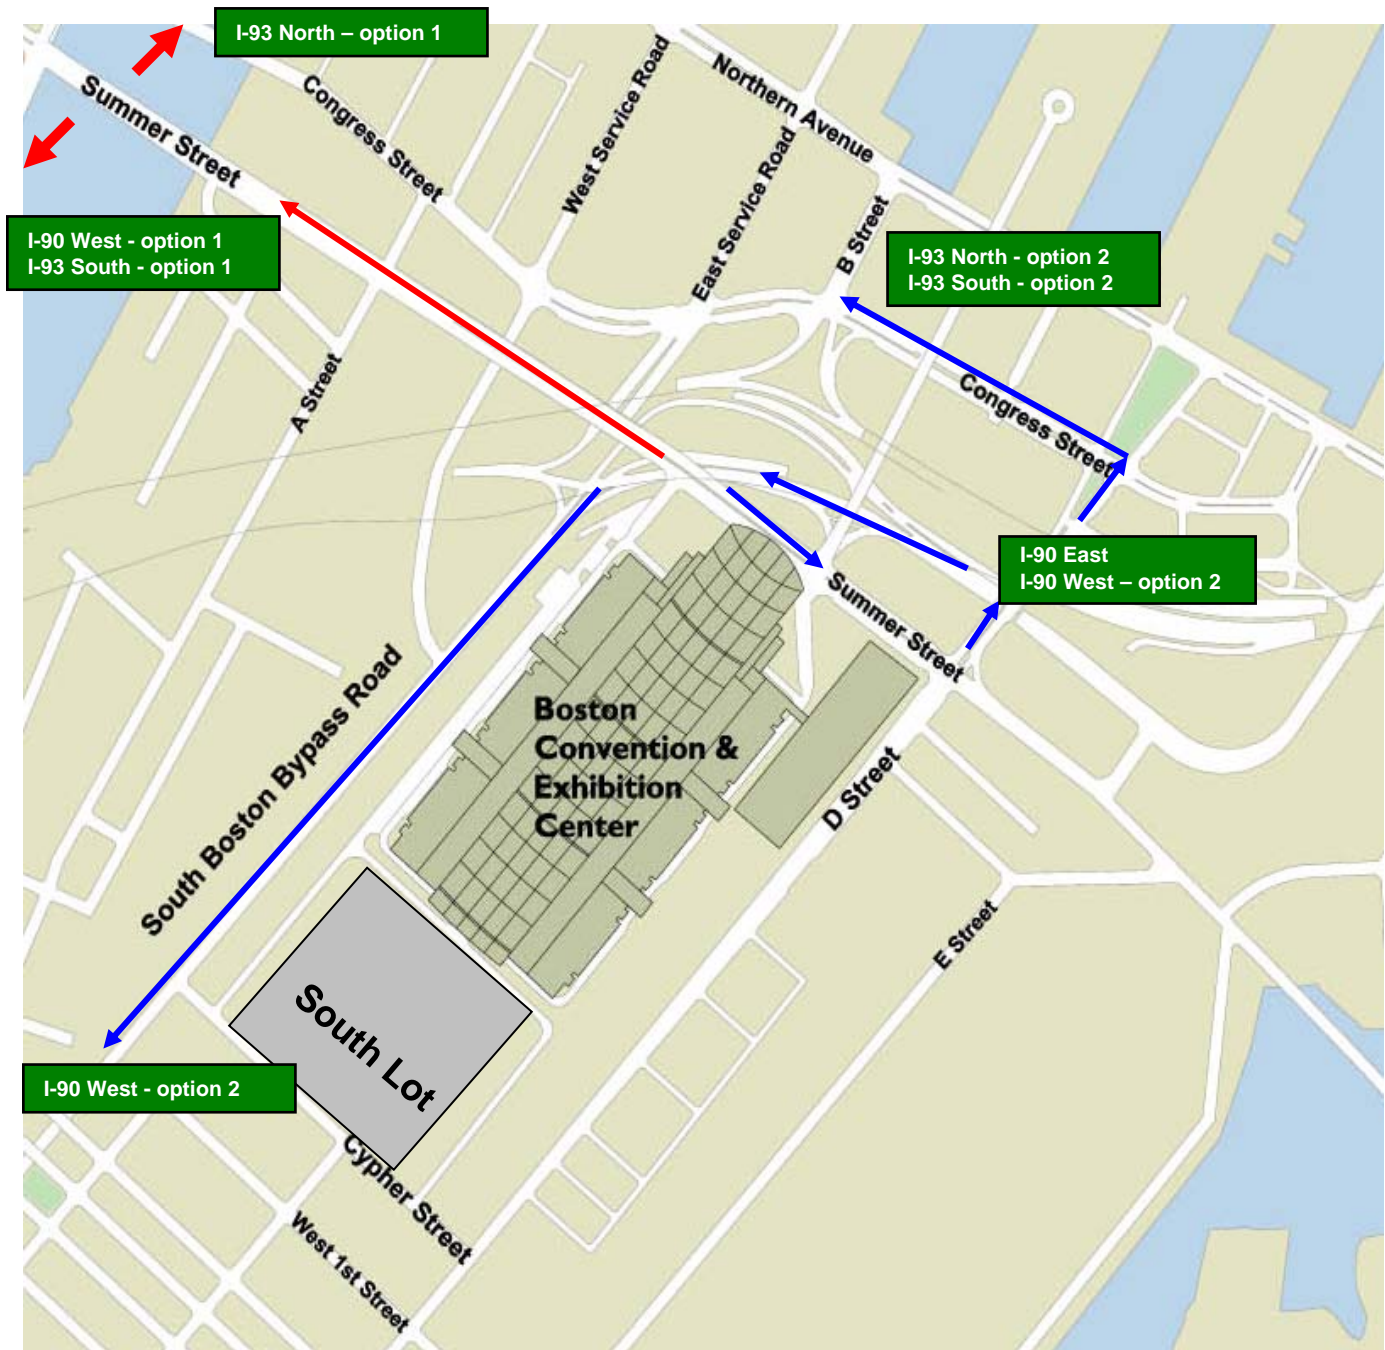 I-93 North – option 1
Northern Avenue
Summer Street
Congress Street
West Service Road
East Service Road
B Street
I-90 West - option 1
I-93 South - option 1
I-93 North - option 2
I-93 South - option 2
A Street
Congress Street
I-90 East
I-90 West – option 2
Summer Street
South Boston Bypass Road
Boston
Convention &
Exhibition
Center
D Street
E Street
South Lot
I-90 West - option 2
Cypher Street
West 1st Street